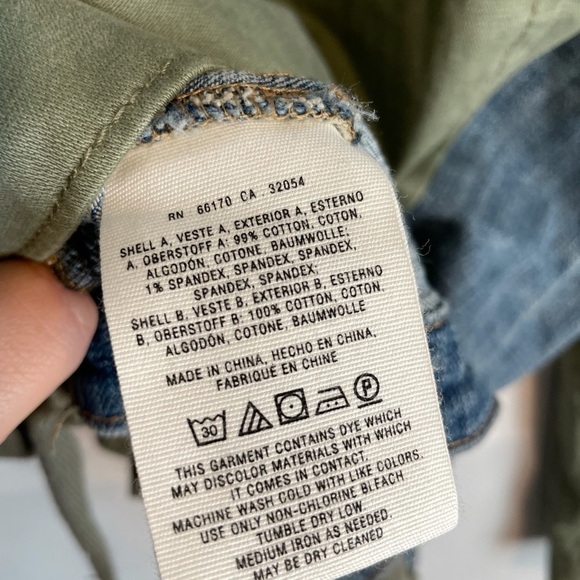 RN 66170 CA - 32054
SHELL A, VESTE A, EXTERIOR A, ESTERNO
A, OBERSTOFF A: 99% COTTON, COTON,
ALGODÓN, COTONE, BAUMWOLLE;
1% SPANDEX, SPANDEX, SPANDEX,
SPANDEX, SPANDEX;
SHELL B, VESTE B, EXTERIOR B, ESTERNO
B, OBERSTOFF B: 100% COTTON, COTON,
ALGODÓN, COTONE, BAUMWOLLE
MADE IN CHINA, HECHO EN CHINA,
FABRIQUÉ EN CHINE
30 P
THIS GARMENT CONTAINS DYE WHICH
MAY DISCOLOR MATERIALS WITH WHICH
IT COMES IN CONTACT.
MACHINE WASH COLD WITH LIKE COLORS.
USE ONLY NON-CHLORINE BLEACH
TUMBLE DRY LOW
MEDIUM IRON AS NEEDED.
MAY BE DRY CLEANED